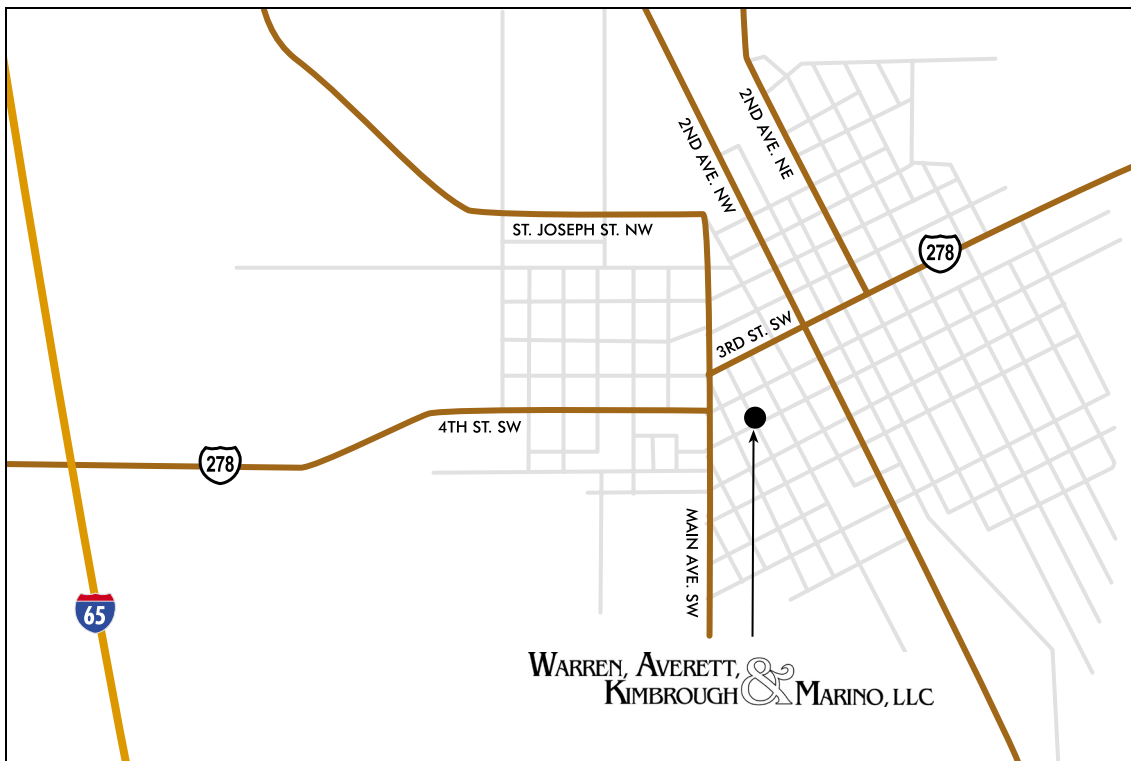 2ND AVE. NE
2ND AVE. NW
ST. JOSEPH ST. NW
278
3RD ST. SW
4TH ST. SW
278
MAIN AVE. SW
65
WARREN, AVERETT,
KIMBROUGH & MARINO, LLC